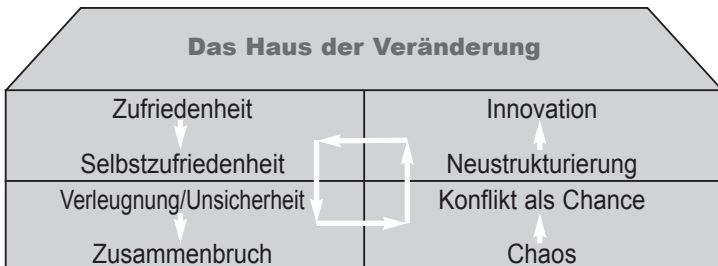 Das Haus der Veränderung
Zufriedenheit
Selbstzufriedenheit
Innovation
Neustrukturierung
Verleugnung/Unsicherheit
Zusammenbruch
Konflikt als Chance
Chaos